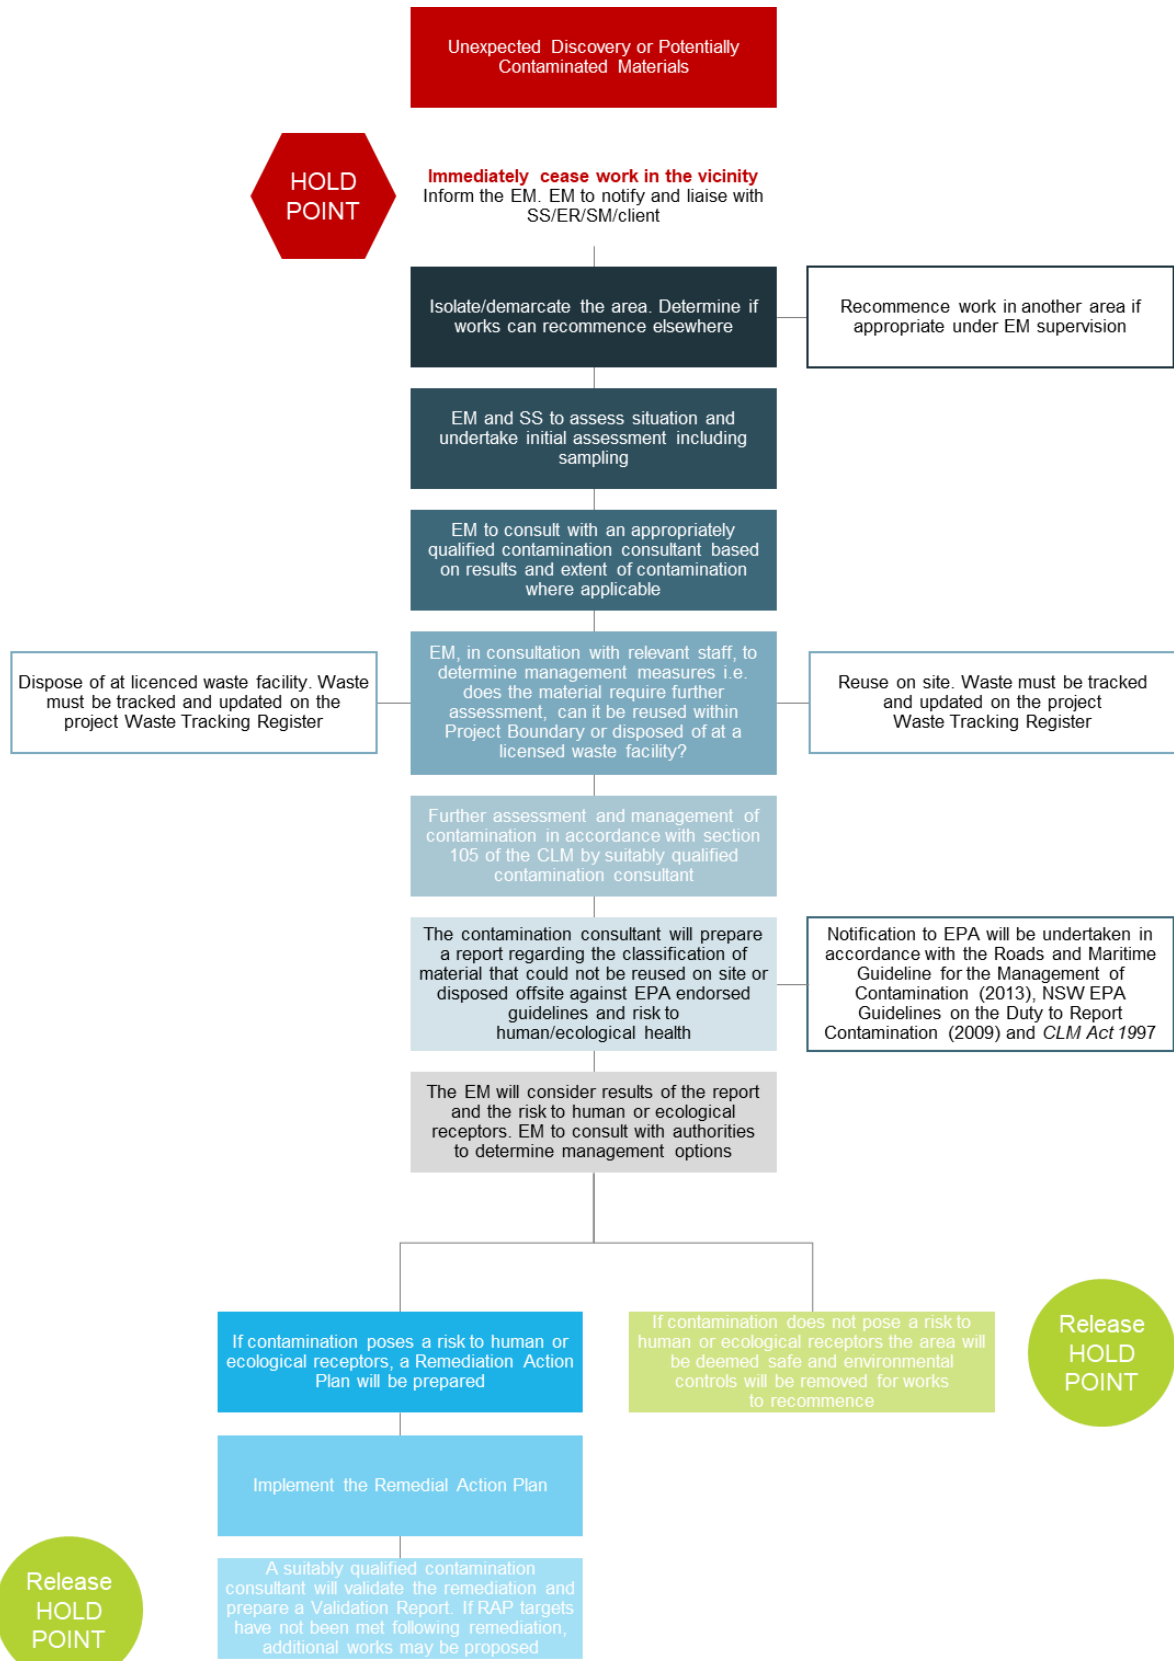 Unexpected Discovery or Potentially
Contaminated Materials
HOLD
POINT
Immediately cease work in the vicinity
Inform the EM. EM to notify and liaise with
SS/ER/SM/client
Isolate/demarcate the area. Determine if
works can recommence elsewhere
Recommence work in another area if
appropriate under EM supervision
EM and SS to assess situation and
undertake initial assessment including
sampling
EM to consult with an appropriately
qualified contamination consultant based
on results and extent of contamination
where applicable
Dispose of at licenced waste facility. Waste
must be tracked and updated on the
project Waste Tracking Register
EM, in consultation with relevant staff, to
determine management measures i.e.
does the material require further
assessment, can it be reused within
Project Boundary or disposed of at a
licensed waste facility?
Reuse on site. Waste must be tracked
and updated on the project
Waste Tracking Register
Further assessment and management of
contamination in accordance with section
105 of the CLM by suitably qualified
contamination consultant
The contamination consultant will prepare
a report regarding the classification of
material that could not be reused on site or
disposed offsite against EPA endorsed
guidelines and risk to
human/ecological health
Notification to EPA will be undertaken in
accordance with the Roads and Maritime
Guideline for the Management of
Contamination (2013), NSW EPA
Guidelines on the Duty to Report
Contamination (2009) and CLM Act 1997
The EM will consider results of the report
and the risk to human or ecological
receptors. EM to consult with authorities
to determine management options
If contamination poses a risk to human or
ecological receptors, a Remediation Action
Plan will be prepared
If contamination does not pose a risk to
human or ecological receptors the area will
be deemed safe and environmental
controls will be removed for works
to recommence
Release
HOLD
POINT
Implement the Remedial Action Plan
Release
HOLD
POINT
A suitably qualified contamination
consultant will validate the remediation and
prepare a Validation Report. If RAP targets
have not been met following remediation,
additional works may be proposed